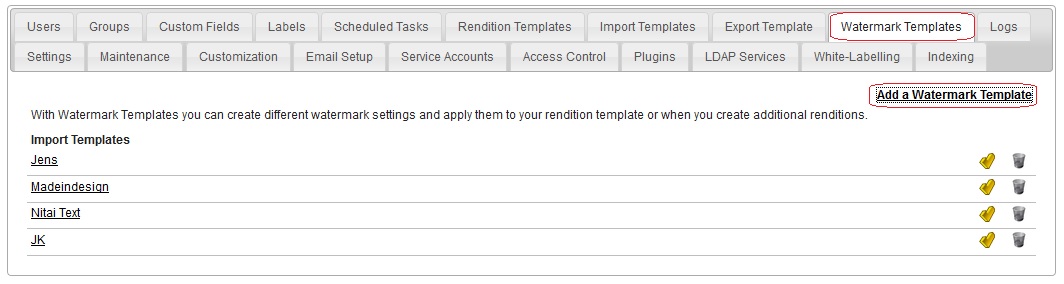 Users Groups Custom Fields Labels Scheduled Tasks Rendition Templates Import Templates Export Template Watermark Templates Logs
Settings Maintenance Customization Email Setup Service Accounts Access Control Plugins LDAP Services White-Labelling Indexing
Add a Watermark Template
With Watermark Templates you can create different watermark settings and apply them to your rendition template or when you create additional renditions.
Import Templates
Jens
Madeindesign
Nitai Text
JK